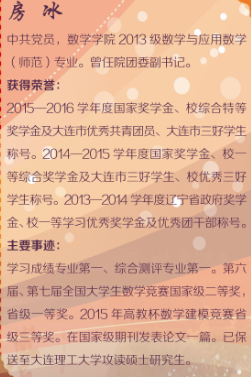 房 冰
中共党员，数学学院 2013 级数学与应用数学
（师范）专业。曾任院团委副书记。
获得荣誉：
2015—2016 学年度国家奖学金、校综合特等
奖学金及大连市优秀共青团员、大连市三好学生
称号。2014—2015 学年度国家奖学金、校一
等综合奖学金及大连市三好学生、校优秀三好
学生称号。2013—2014 学年度辽宁省政府奖学
金、校一等学习优秀奖学金及优秀团干部称号。
主要事迹：
学习成绩专业第一、综合测评专业第一。第六
届、第七届全国大学生数学竞赛国家级二等奖，
省级一等奖。2015 年高教杯数学建模竞赛省
级三等奖。在国家级期刊发表论文一篇。已保
送至大连理工大学攻读硕士研究生。